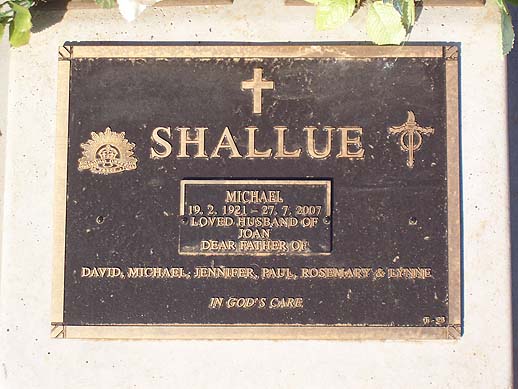 SHALLUE
MICHAEL
19. 2. 1921 - 27. 7. 2007
LOVED HUSBAND OF
JOAN
DEAR FATHER OF
DAVID, MICHAEL, JENNIFER, PAUL, ROSEMARY & LYNNE
IN GOD'S CARE